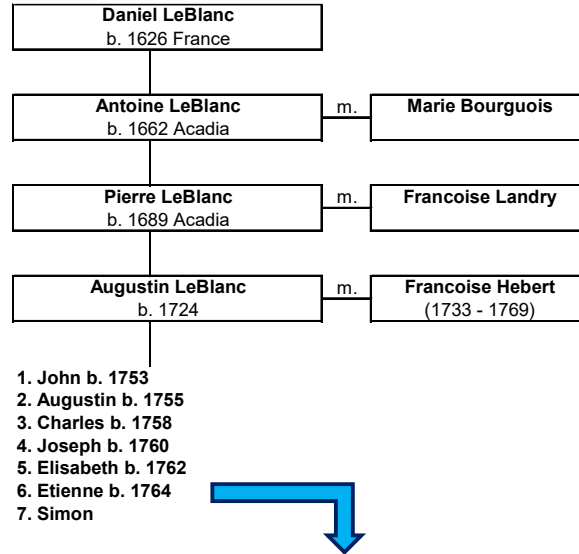 Daniel LeBlanc
b. 1626 France
Antoine LeBlanc
b. 1662 Acadia
m.
Marie Bourguois
Pierre LeBlanc
b. 1689 Acadia
m.
Francoise Landry
Augustin LeBlanc
b. 1724
m.
Francoise Hebert
(1733 - 1769)
1. John b. 1753
2. Augustin b. 1755
3. Charles b. 1758
4. Joseph b. 1760
5. Elisabeth b. 1762
6. Etienne b. 1764
7. Simon